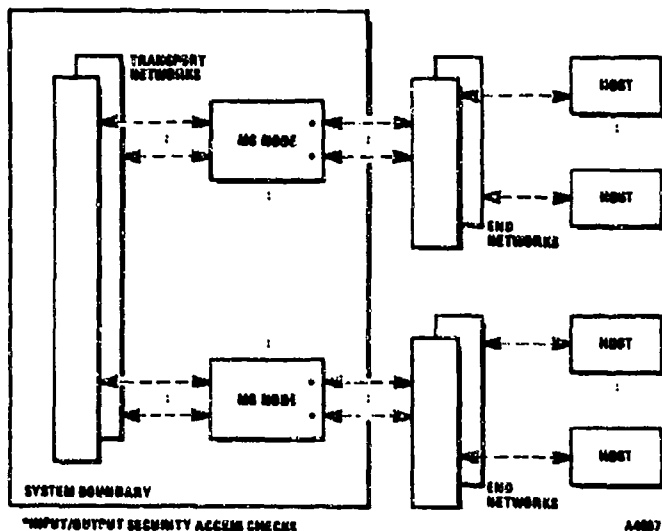 TRANSPORT
NETWORKS
HOST
MS NODE
HOST
END
NETWORKS
HOST
MS NODE
HOST
SYSTEM BOUNDARY
END
NETWORKS
*INPUT/OUTPUT SECURITY ACCESS CHECKS